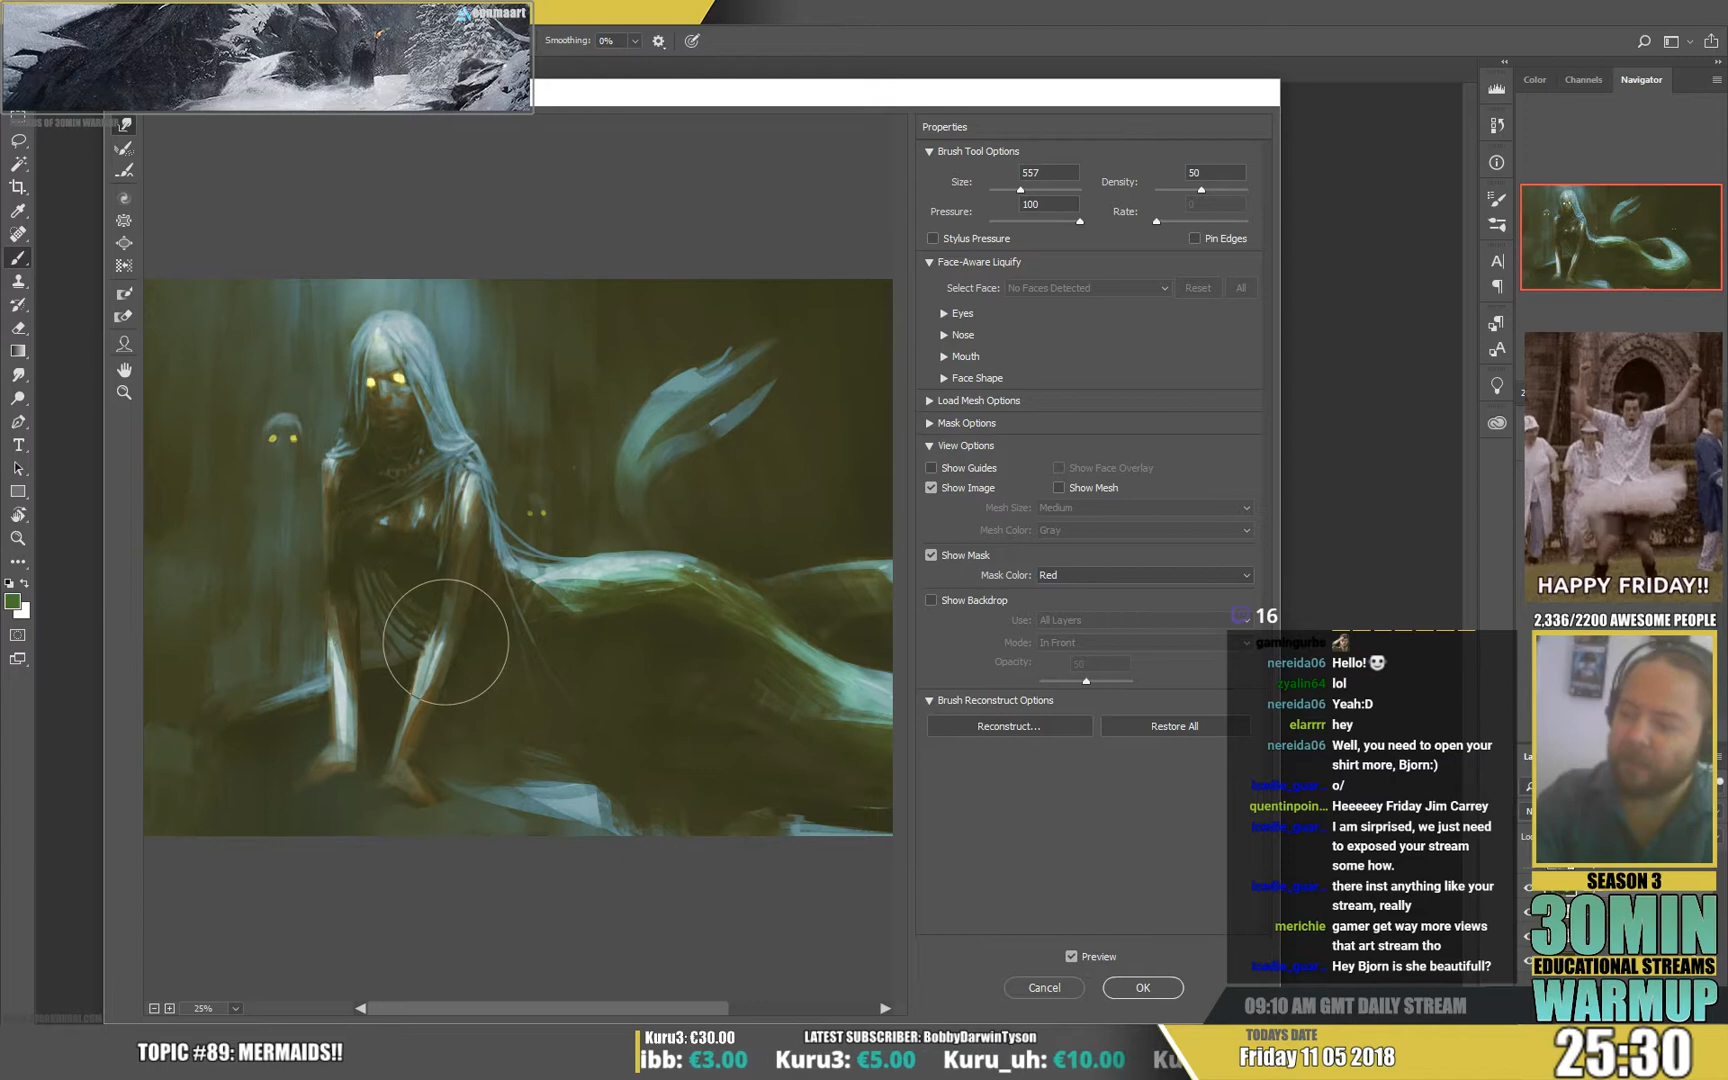 Smoothing: 0%
Color Channels Navigator
Properties
Brush Tool Options
Size: 557 Density: 50
Pressure: 100 Rate: 0
Stylus Pressure Pin Edges
Face-Aware Liquify
Select Face: No Faces Detected Reset All
Eyes
Nose
Mouth
Face Shape
Load Mesh Options
Mask Options
View Options
Show Guides Show Face Overlay
Show Image Show Mesh
Mesh Size: Medium
Mesh Color: Gray
Show Mask
Mask Color: Red
Show Backdrop
Use: All Layers
Mode: In Front
Opacity: 50
Brush Reconstruct Options
Reconstruct... Restore All
Preview
Cancel OK
25%
HAPPY FRIDAY!!
2,336/2200 AWESOME PEOPLE
16
gamingurbs
nereida06 Hello!
zyalin64 lol
nereida06 Yeah:D
elarrrr hey
nereida06 Well, you need to open your
shirt more, Bjorn:)
o/
quentinpoin... Heeeeey Friday Jim Carrey
I am sirprised, we just need
to exposed your stream
some how.
there inst anything like your
stream, really
merichie gamer get way more views
that art stream tho
Hey Bjorn is she beautifull?
SEASON 3
30MIN
EDUCATIONAL STREAMS
WARMUP
09:10 AM GMT DAILY STREAM
TOPIC #89: MERMAIDS!!
Kuru3: €30.00
LATEST SUBSCRIBER: BobbyDarwinTyson
ibb: €3.00 Kuru3: €5.00 Kuru_uh: €10.00
TODAYS DATE
Friday 11 05 2018
25:30